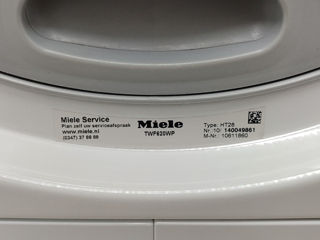 Miele Service
Plan zelf uw serviceafspraak
www.miele.nl
(0347) 37 88 88
Miele
TWF620WP
Type: HT28
Nr. 10/ 140049861
M-Nr.: 10611860